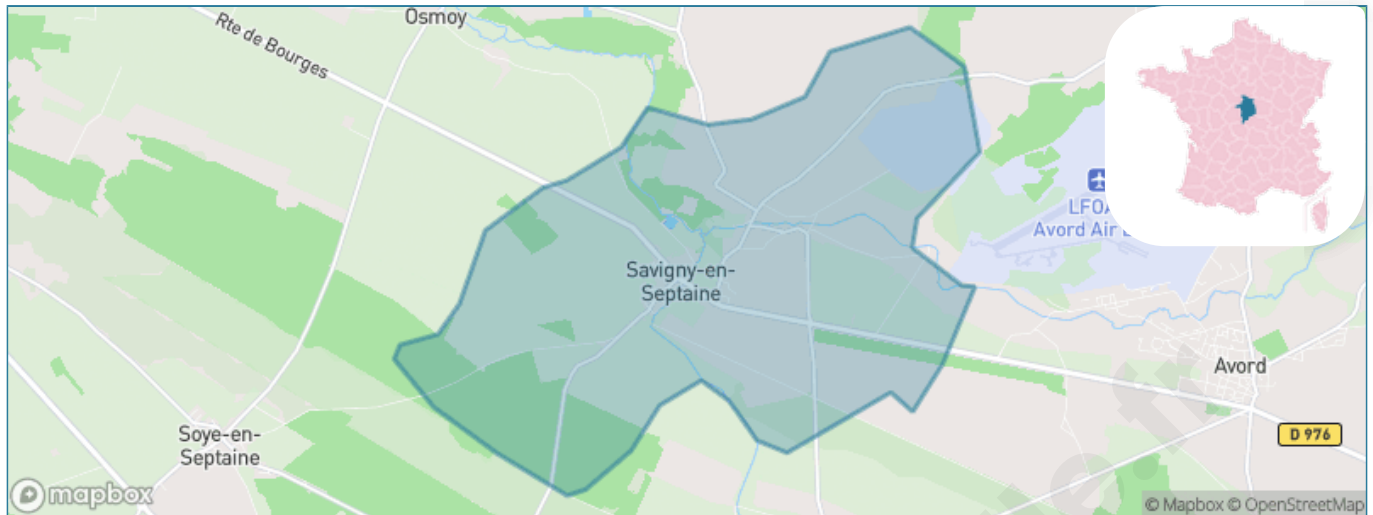 Osmoy
Rte de Bourges
LFOA
Avord Air
Savigny-en-
Septaine
Avord
Soye-en-
Septaine
D 976
mapbox
© Mapbox © OpenStreetMap